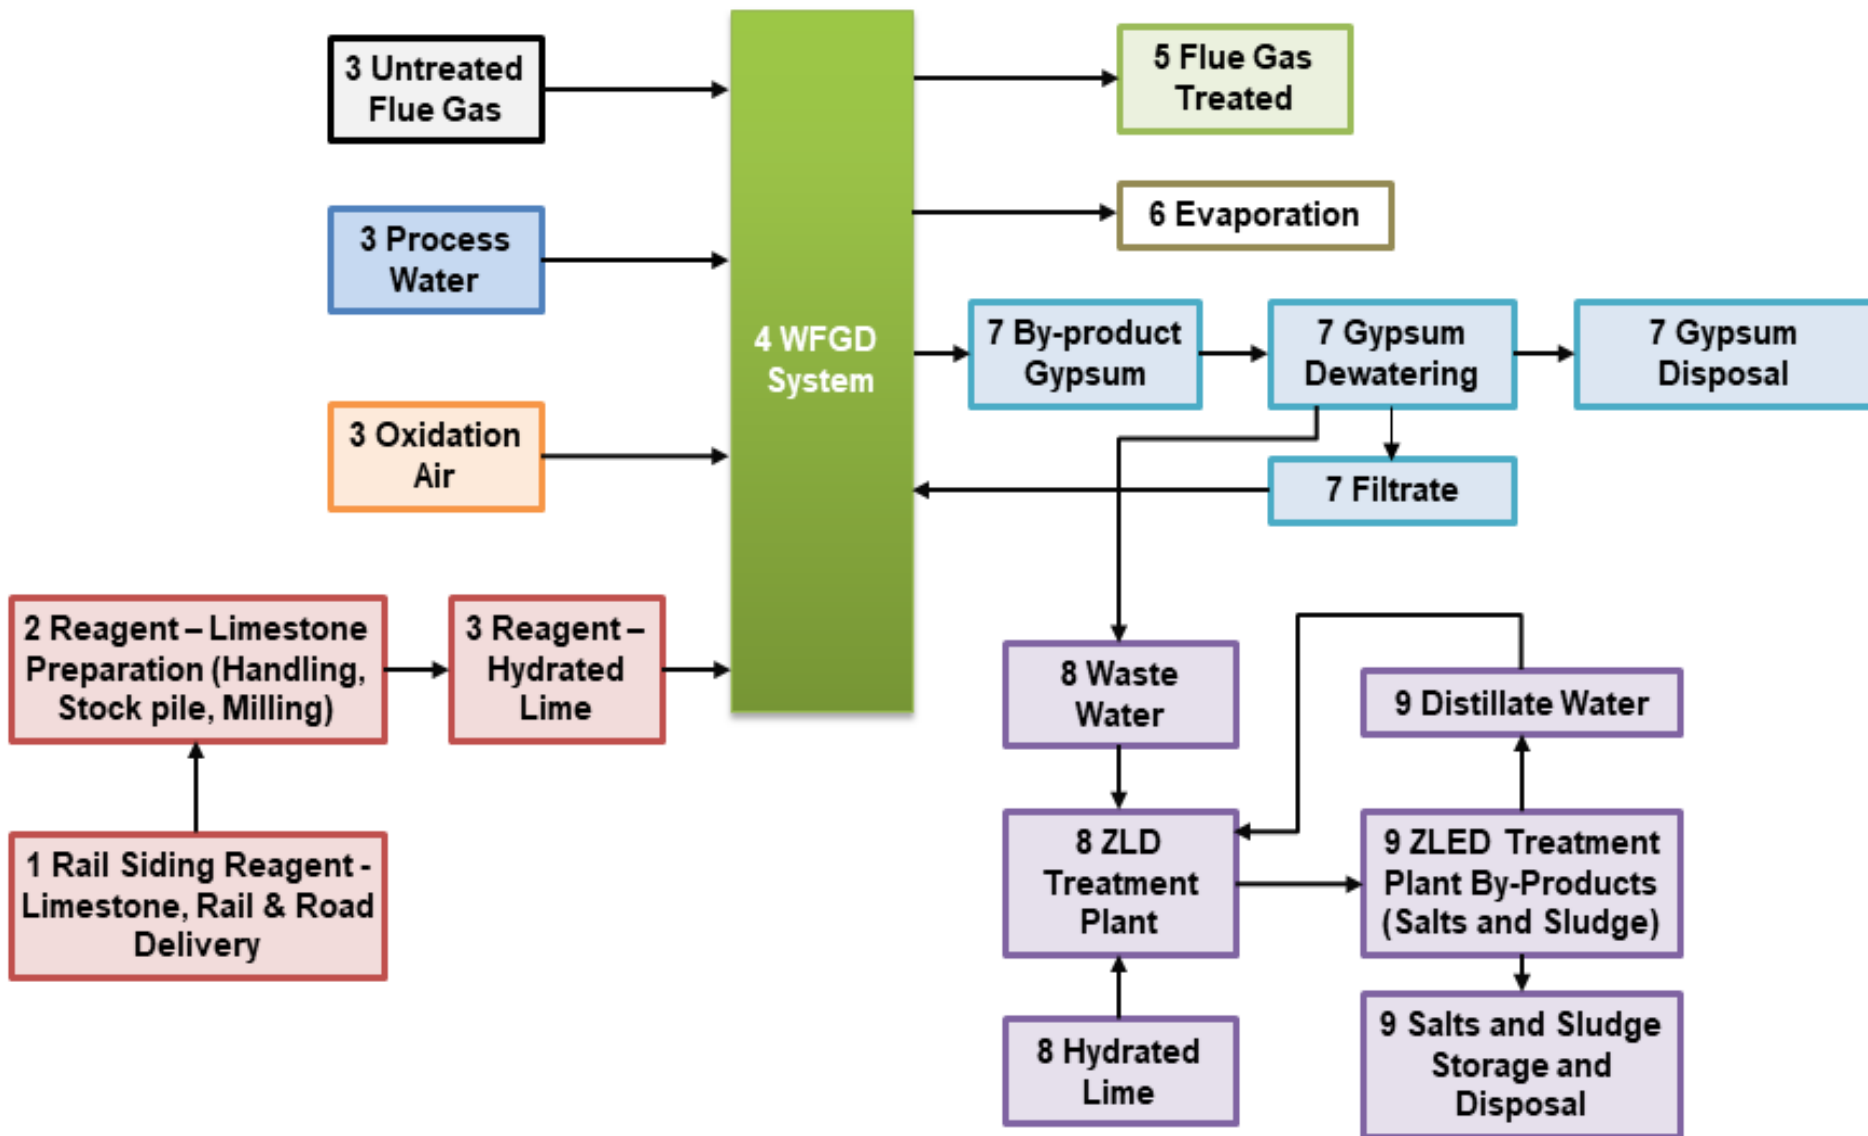 3 Untreated
Flue Gas
5 Flue Gas
Treated
3 Process
Water
6 Evaporation
4 WFGD
System
7 By-product
Gypsum
7 Gypsum
Dewatering
7 Gypsum
Disposal
3 Oxidation
Air
7 Filtrate
2 Reagent – Limestone
Preparation (Handling,
Stock pile, Milling)
3 Reagent –
Hydrated
Lime
8 Waste
Water
9 Distillate Water
1 Rail Siding Reagent -
Limestone, Rail & Road
Delivery
8 ZLD
Treatment
Plant
9 ZLED Treatment
Plant By-Products
(Salts and Sludge)
8 Hydrated
Lime
9 Salts and Sludge
Storage and
Disposal